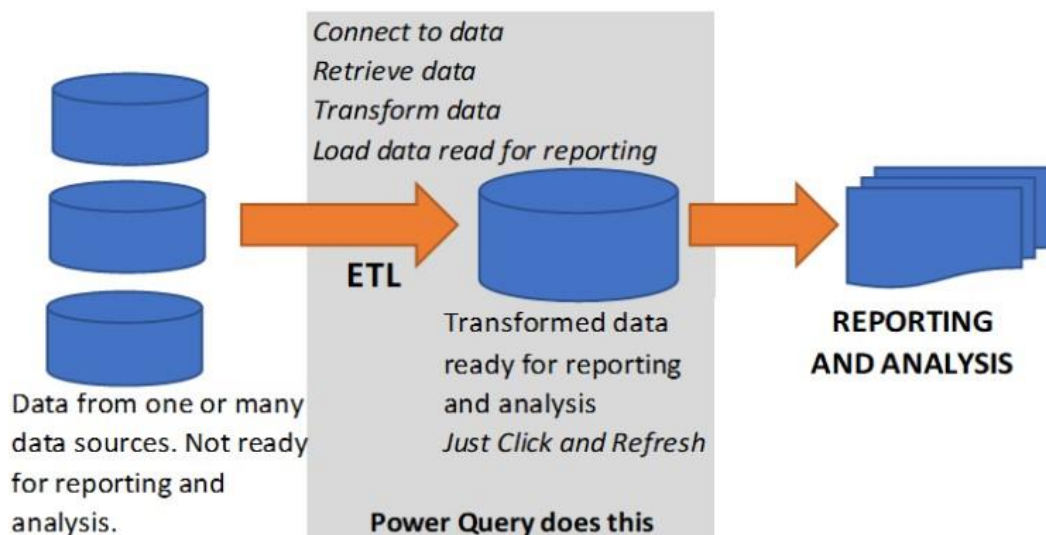 Connect to data
Retrieve data
Transform data
Load data read for reporting
ETL
Data from one or many
data sources. Not ready
for reporting and
analysis.
Transformed data
ready for reporting
and analysis
Just Click and Refresh
Power Query does this
REPORTING
AND ANALYSIS